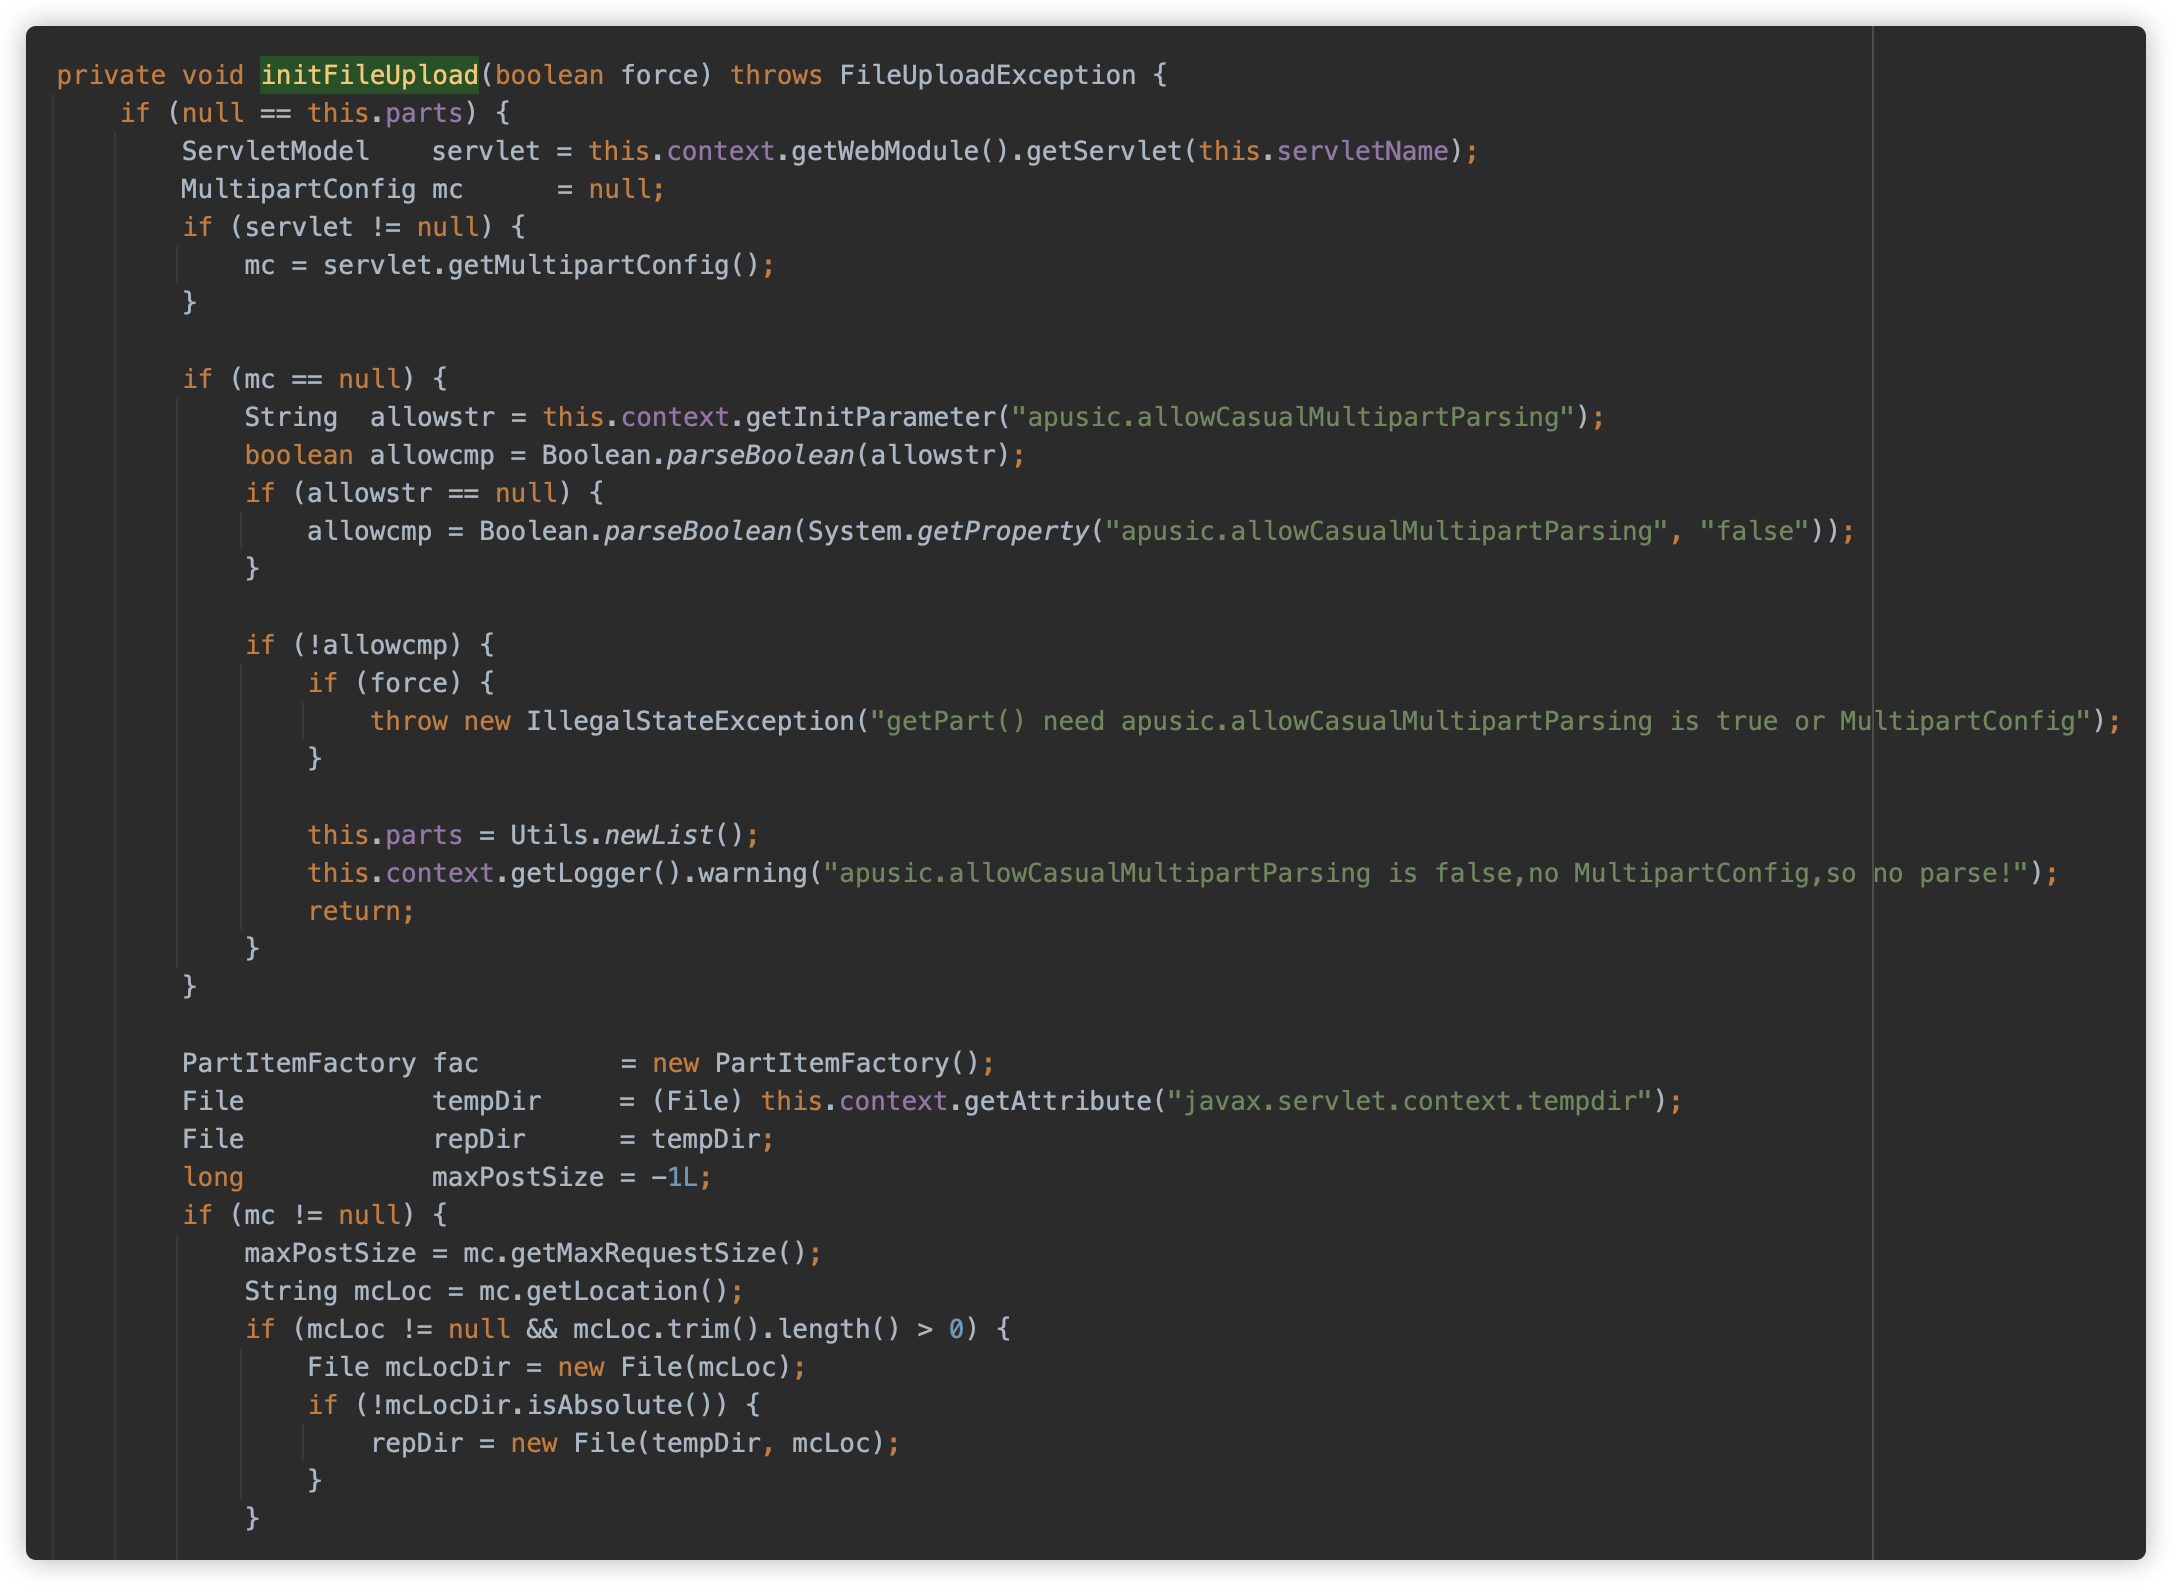 private void initFileUpload(boolean force) throws FileUploadException {
    if (null == this.parts) {
        ServletModel    servlet = this.context.getWebModule().getServlet(this.servletName);
        MultipartConfig mc      = null;
        if (servlet != null) {
            mc = servlet.getMultipartConfig();
        }

        if (mc == null) {
            String  allowstr = this.context.getInitParameter("apusic.allowCasualMultipartParsing");
            boolean allowcmp = Boolean.parseBoolean(allowstr);
            if (allowstr == null) {
                allowcmp = Boolean.parseBoolean(System.getProperty("apusic.allowCasualMultipartParsing", "false"));
            }

            if (!allowcmp) {
                if (force) {
                    throw new IllegalStateException("getPart() need apusic.allowCasualMultipartParsing is true or MultipartConfig");
                }

                this.parts = Utils.newList();
                this.context.getLogger().warning("apusic.allowCasualMultipartParsing is false,no MultipartConfig,so no parse!");
                return;
            }
        }

        PartItemFactory fac         = new PartItemFactory();
        File            tempDir     = (File) this.context.getAttribute("javax.servlet.context.tempdir");
        File            repDir      = tempDir;
        long            maxPostSize = -1L;
        if (mc != null) {
            maxPostSize = mc.getMaxRequestSize();
            String mcLoc = mc.getLocation();
            if (mcLoc != null && mcLoc.trim().length() > 0) {
                File mcLocDir = new File(mcLoc);
                if (!mcLocDir.isAbsolute()) {
                    repDir = new File(tempDir, mcLoc);
                }
            }